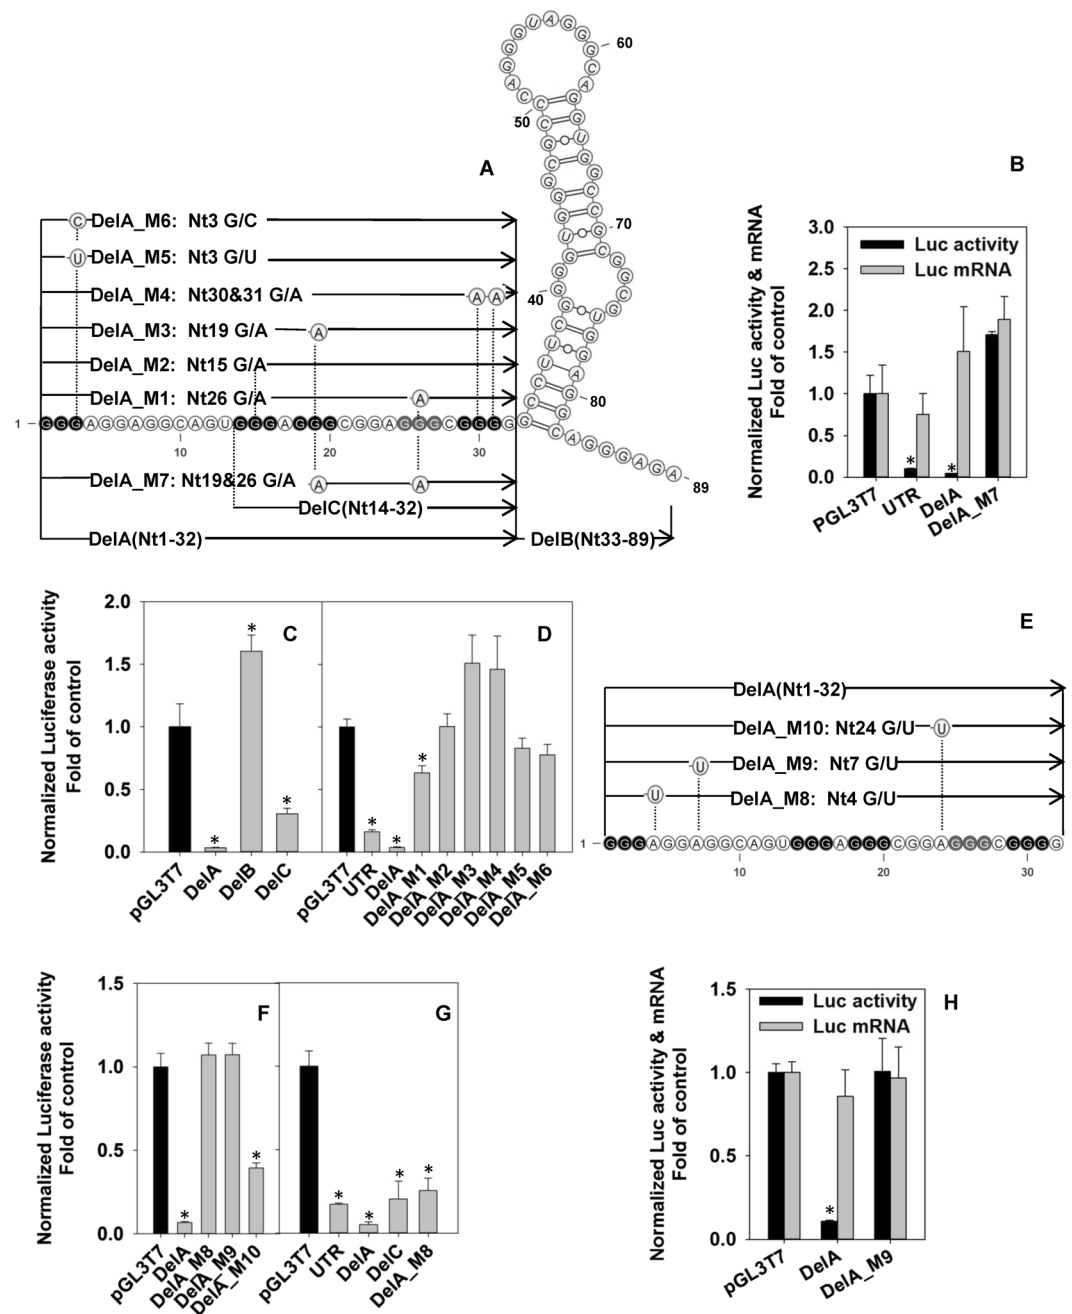 A
60
50
70
40
80
89
DelA_M6: Nt3 G/C
C
DelA_M5: Nt3 G/U
U
DelA_M4: Nt30&31 G/A
A A
DelA_M3: Nt19 G/A
A
DelA_M2: Nt15 G/A
DelA_M1: Nt26 G/A
A
1
GGGAGGAGGCAGUGGGAGGGCGGAGGGCGGGG
10
20
30
DelA_M7: Nt19&26 G/A
A
A
DelC(Nt14-32)
DelA(Nt1-32)
DelB(Nt33-89)
B
Normalized Luc activity & mRNA
Fold of control
3.0
2.5
2.0
1.5
1.0
0.5
0.0
Luc activity
Luc mRNA
*
*
PGL3T7
UTR
DelA
DelA_M7
Normalized Luciferase activity
Fold of control
2.0
1.5
1.0
0.5
0.0
C
*
*
*
pGL3T7
DelA
DelB
DelC
D
*
*
*
pGL3T7
UTR
DelA
DelA_M1
DelA_M2
DelA_M3
DelA_M4
DelA_M5
DelA_M6
E
DelA(Nt1-32)
DelA_M10: Nt24 G/U
U
DelA_M9: Nt7 G/U
U
DelA_M8: Nt4 G/U
U
1
GGGAGGAGGCAGUGGGAGGGCGGAGGGCGGGG
10
20
30
Normalized Luciferase activity
Fold of control
1.5
1.0
0.5
0.0
F
*
*
pGL3T7
DelA
DelA_M8
DelA_M9
DelA_M10
G
*
*
*
*
pGL3T7
UTR
DelA
DelC
DelA_M8
Normalized Luc activity & mRNA
Fold of control
1.5
1.0
0.5
0.0
Luc activity
Luc mRNA
H
*
pGL3T7
DelA
DelA_M9